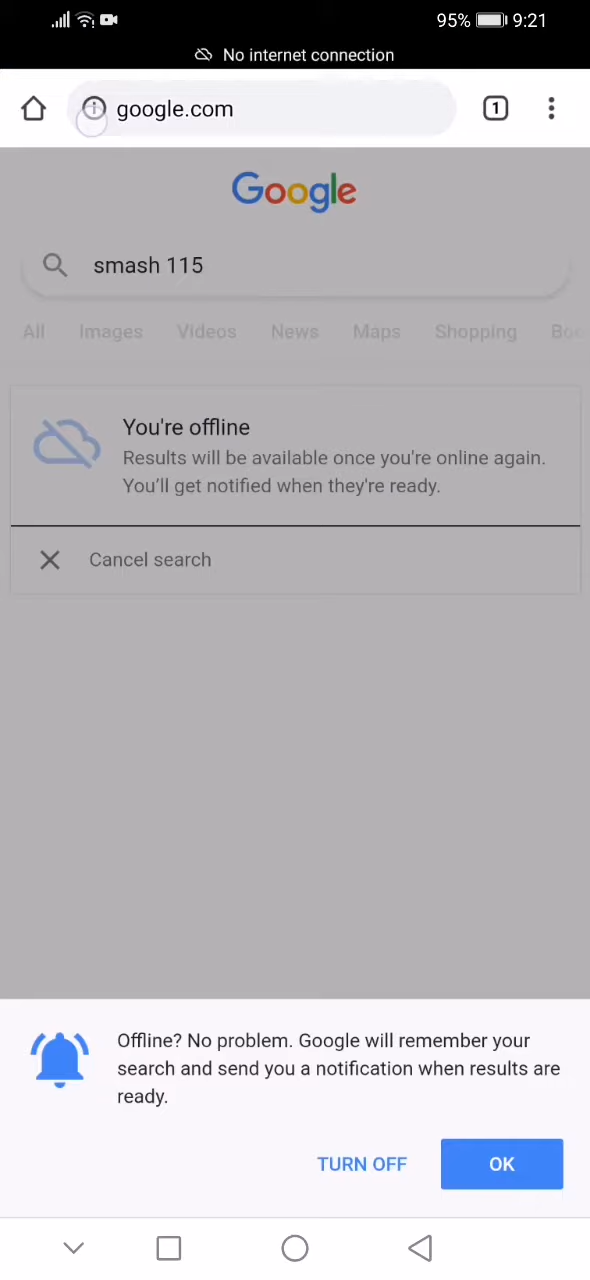 95% 9:21
No internet connection
google.com
1
Google
smash 115
All Images Videos News Maps Shopping
You're offline
Results will be available once you're online again.
You'll get notified when they're ready.
Cancel search
Offline? No problem. Google will remember your
search and send you a notification when results are
ready.
TURN OFF OK